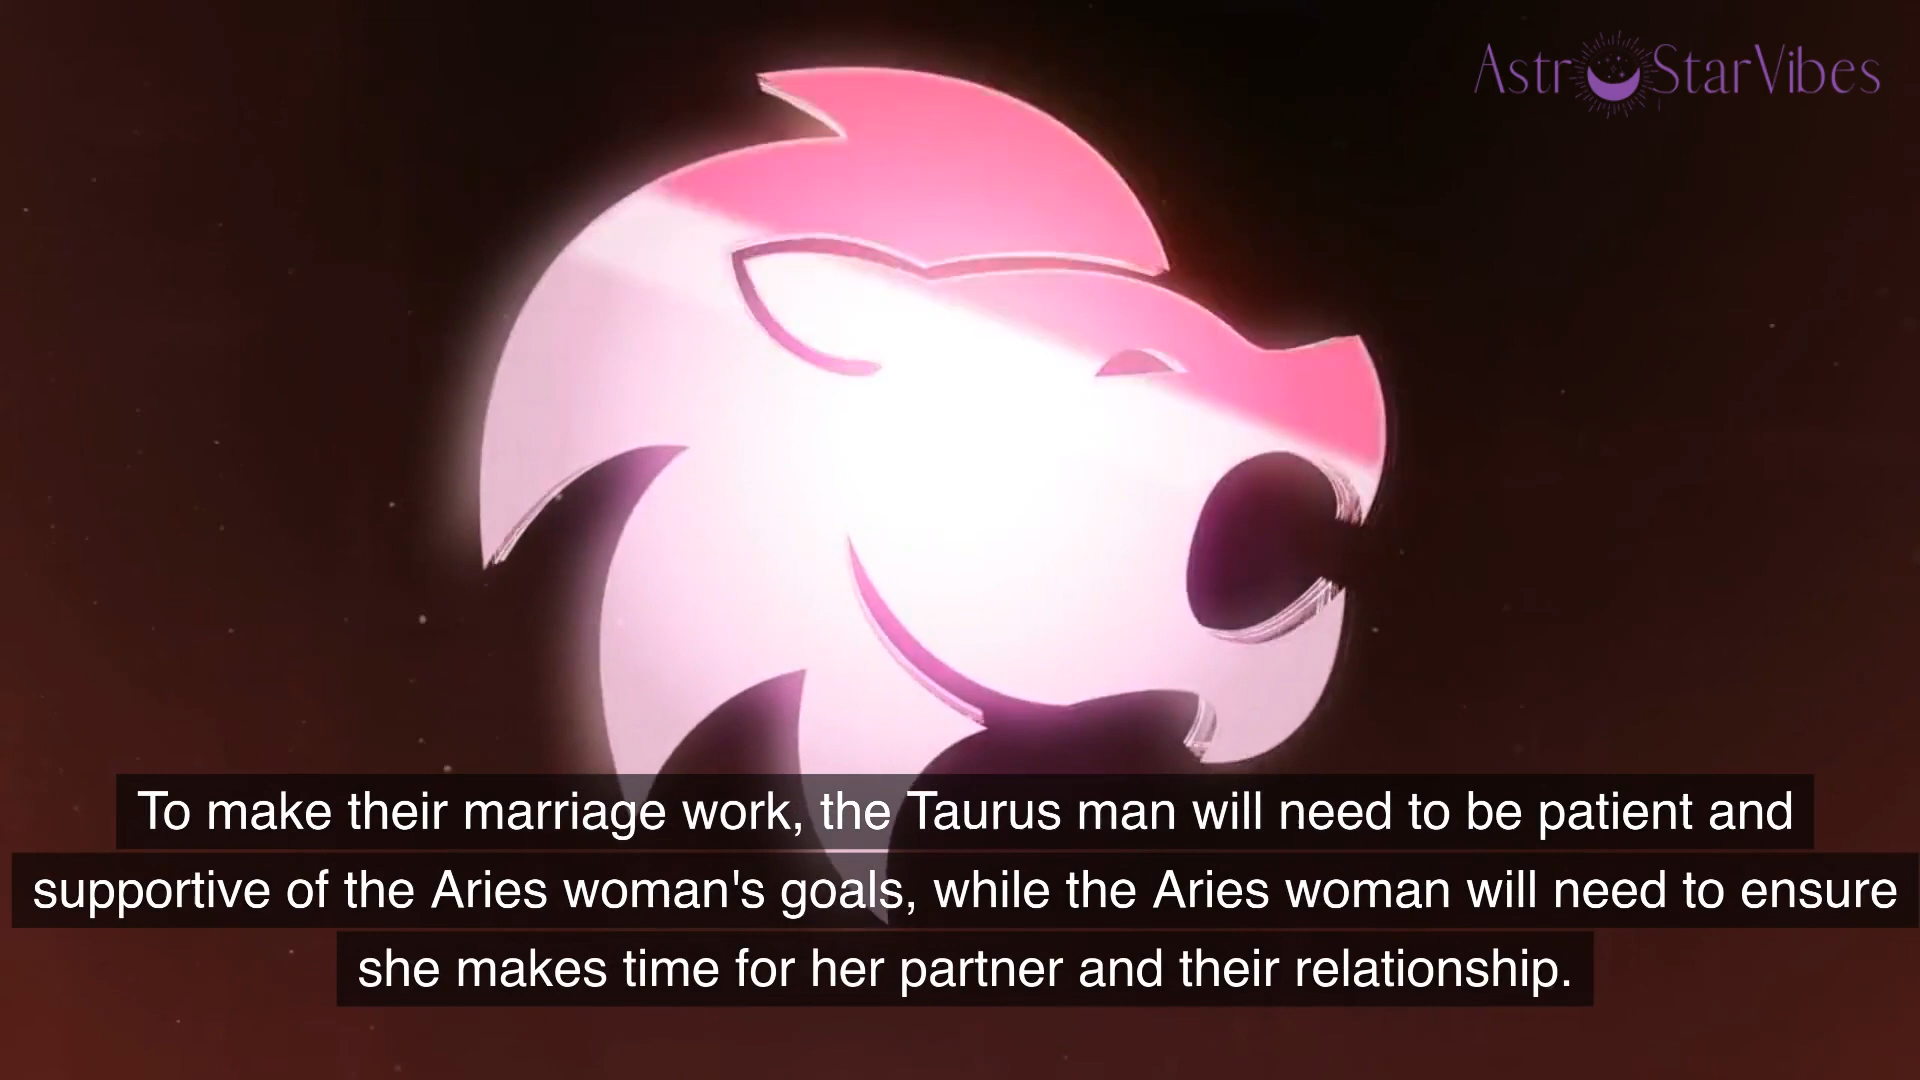 AstroStarVibes
To make their marriage work, the Taurus man will need to be patient and
supportive of the Aries woman's goals, while the Aries woman will need to ensure
she makes time for her partner and their relationship.